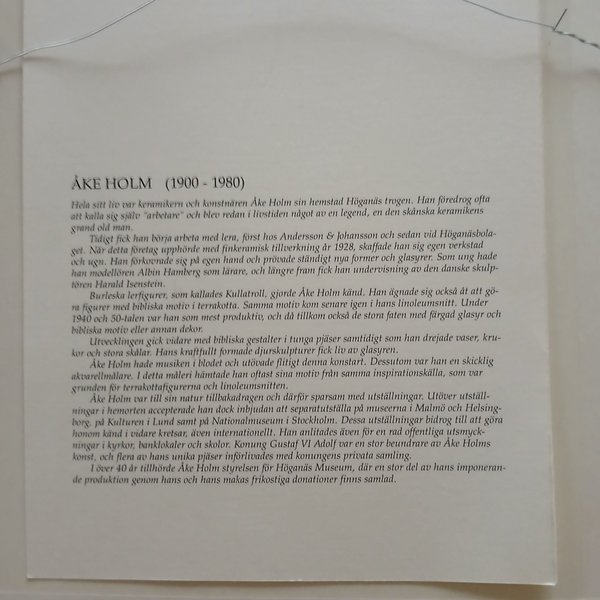 ÅKE HOLM (1900 - 1980)
Hela sitt liv var keramikern och konstnären Åke Holm sin hemstad Höganäs trogen. Han föredrog ofta
att kalla sig själv "arbetare" och blev redan i livstiden något av en legend, en den skånska keramikens
grand old man.
Tidigt fick han börja arbeta med lera, först hos Andersson & Johansson och sedan vid Höganäsbola-
get. När detta företag upphörde med finkeramisk tillverkning år 1928, skaffade han sig egen verkstad
och ugn. Han förkovrade sig på egen hand och prövade ständigt nya former och glasyrer. Som ung hade
han modellören Albin Hamberg som lärare, och längre fram fick han undervisning av den danske skulp-
tören Harald Isenstein.
Burleska lerfigurer, som kallades Kullatroll, gjorde Åke Holm känd. Han ägnade sig också åt att gö-
ra figurer med bibliska motiv i terrakotta. Samma motiv kom senare igen i hans linoleumsnitt. Under
1940 och 50-talen var han som mest produktiv, och då tillkom också de stora faten med färgad glasyr och
bibliska motiv eller annan dekor.
Utvecklingen gick vidare med bibliska gestalter i tunga pjäser samtidigt som han drejade vaser, kru-
kor och stora skålar. Hans kraftfullt formade djurskulpturer fick liv av glasyren.
Åke Holm hade musiken i blodet och utövade flitigt denna konstart. Dessutom var han en skicklig
akvarellmålare. I detta måleri hämtade han oftast sina motiv från samma inspirationskälla, som var
grunden för terrakottafigurerna och linoleumsnitten.
Åke Holm var till sin natur tillbakadragen och därför sparsam med utställningar. Utöver utställ-
ningar i hemorten accepterade han dock inbjudan att separatutställa på museerna i Malmö och Helsing-
borg. på Kulturen i Lund samt på Nationalmuseum i Stockholm. Dessa utställningar bidrog till att göra
honom känd i vidare kretsar, även internationellt. Han anlitades även för en rad offentliga utsmyck-
ningar i kyrkor, banklokaler och skolor. Konung Gustaf VI Adolf var en stor beundrare av Åke Holms
konst, och flera av hans unika pjäser införlivades med konungens privata samling.
I över 40 år tillhörde Åke Holm styrelsen för Höganäs Museum, där en stor del av hans imponeran-
de produktion genom hans och hans makas frikostiga donationer finns samlad.